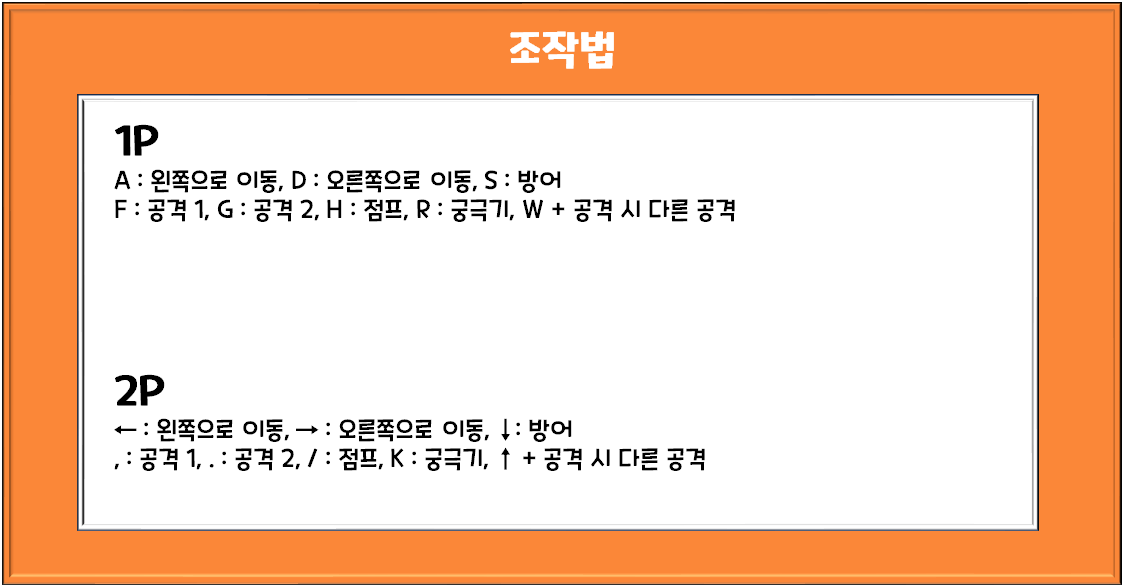 조작법
1P
A : 왼쪽으로 이동, D : 오른쪽으로 이동, S : 방어
F : 공격 1, G : 공격 2, H : 점프, R : 궁극기, W + 공격 시 다른 공격
2P
← : 왼쪽으로 이동, → : 오른쪽으로 이동, ↓ : 방어
, : 공격 1, . : 공격 2, / : 점프, K : 궁극기, ↑ + 공격 시 다른 공격